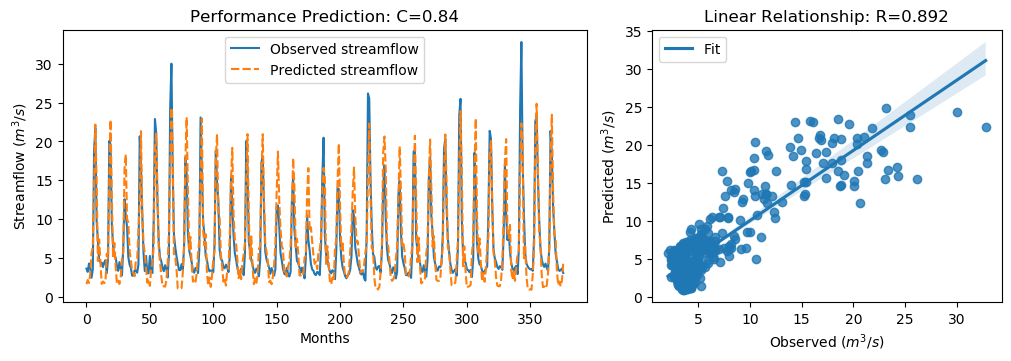 Performance Prediction: C=0.84
Observed streamflow
Predicted streamflow
Streamflow (m³/s)
30
25
20
15
10
5
0
0 50 100 150 200 250 300 350
Months
Linear Relationship: R=0.892
Fit
Predicted (m³/s)
35
30
25
20
15
10
5
0
5 10 15 20 25 30
Observed (m³/s)